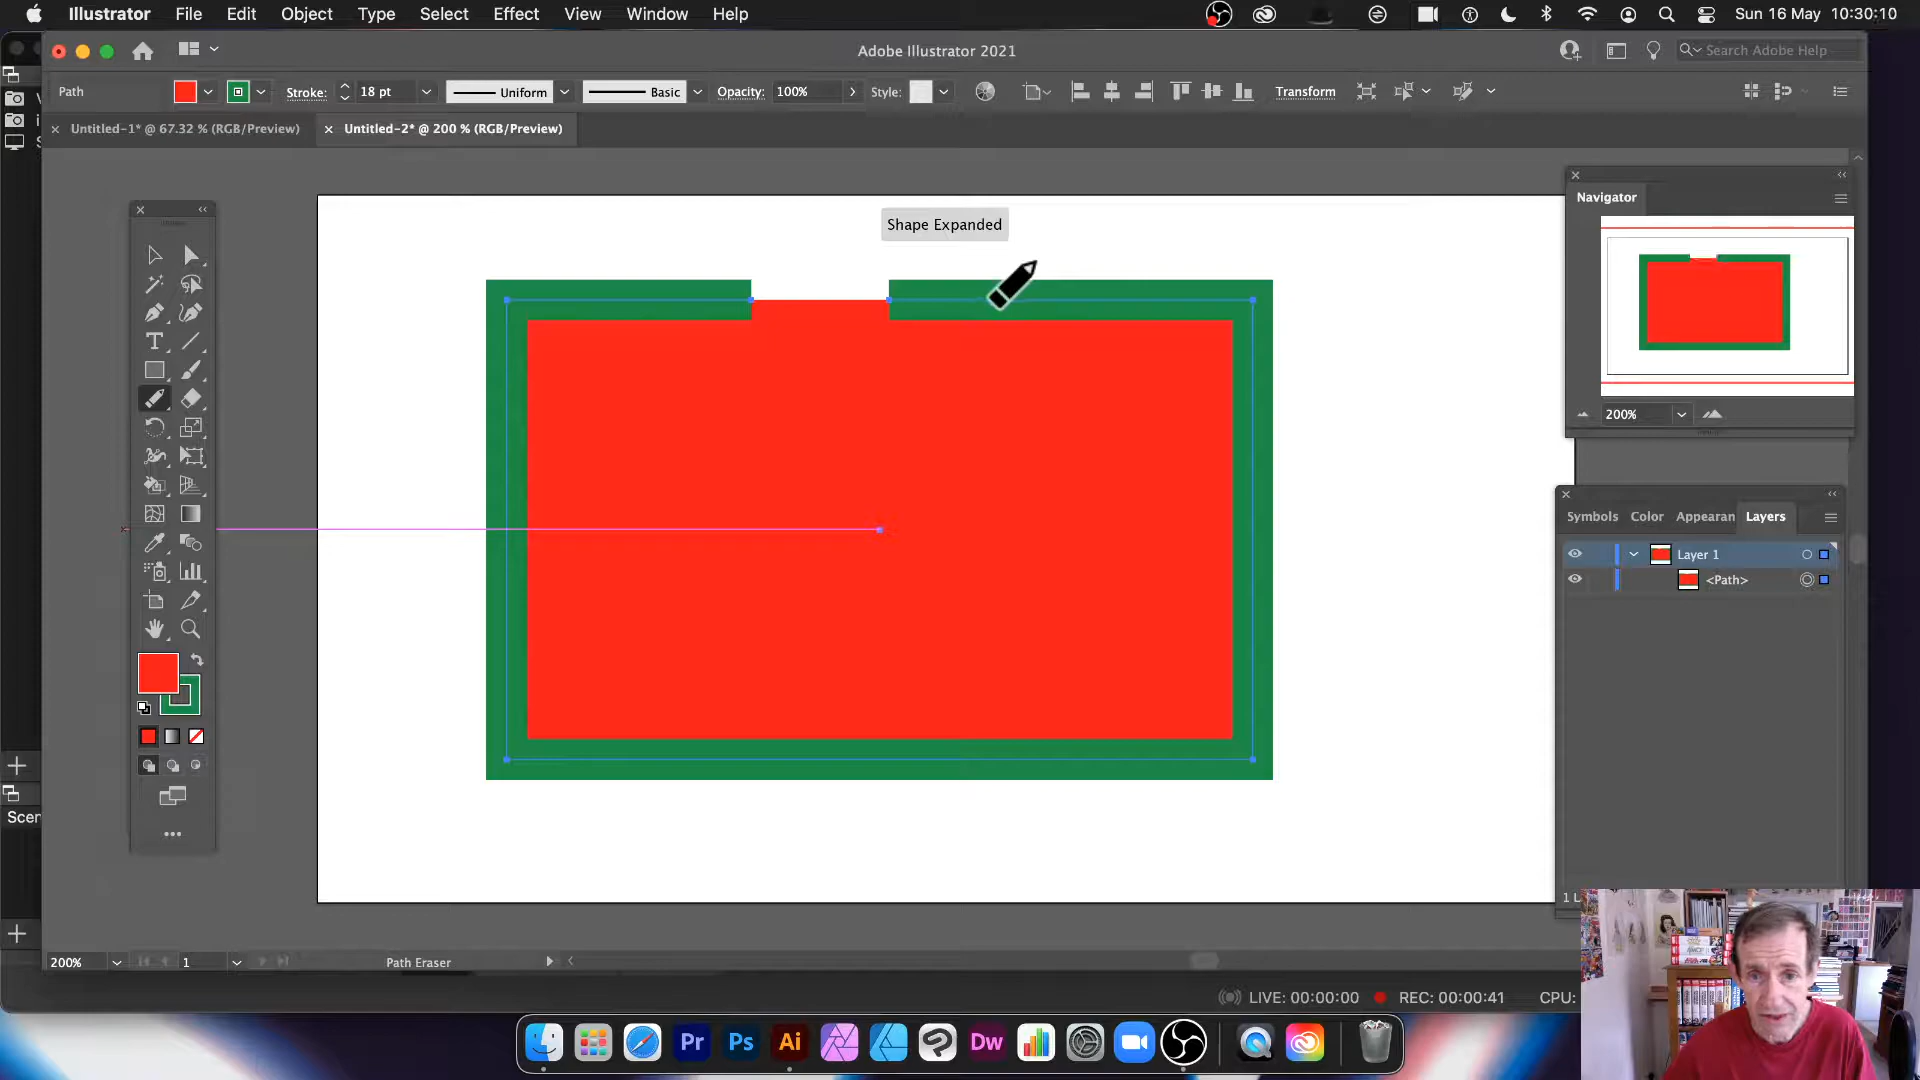 Illustrator File Edit Object Type Select Effect View Window Help
Sun 16 May 10:30:10
Adobe Illustrator 2021
Search Adobe Help
Path
Stroke: 18 pt
Uniform
Basic
Opacity: 100%
Style:
Transform
Untitled-1* @ 67.32 % (RGB/Preview)
Untitled-2* @ 200 % (RGB/Preview)
Navigator
Shape Expanded
200%
Symbols Color Appearan Layers
Layer 1
<Path>
Scen
200%
1
Path Eraser
LIVE: 00:00:00
REC: 00:00:41
CPU:
Pr
Ps
Ai
Dw